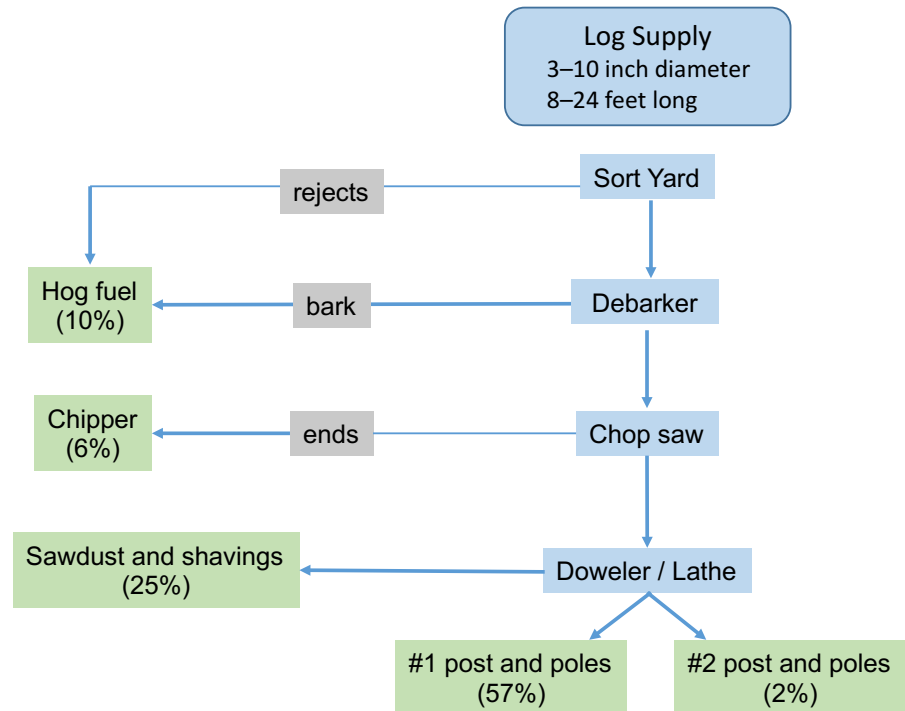 Log Supply
3–10 inch diameter
8–24 feet long
rejects
Sort Yard
Hog fuel
(10%)
bark
Debarker
Chipper
(6%)
ends
Chop saw
Sawdust and shavings
(25%)
Doweler / Lathe
#1 post and poles
(57%)
#2 post and poles
(2%)